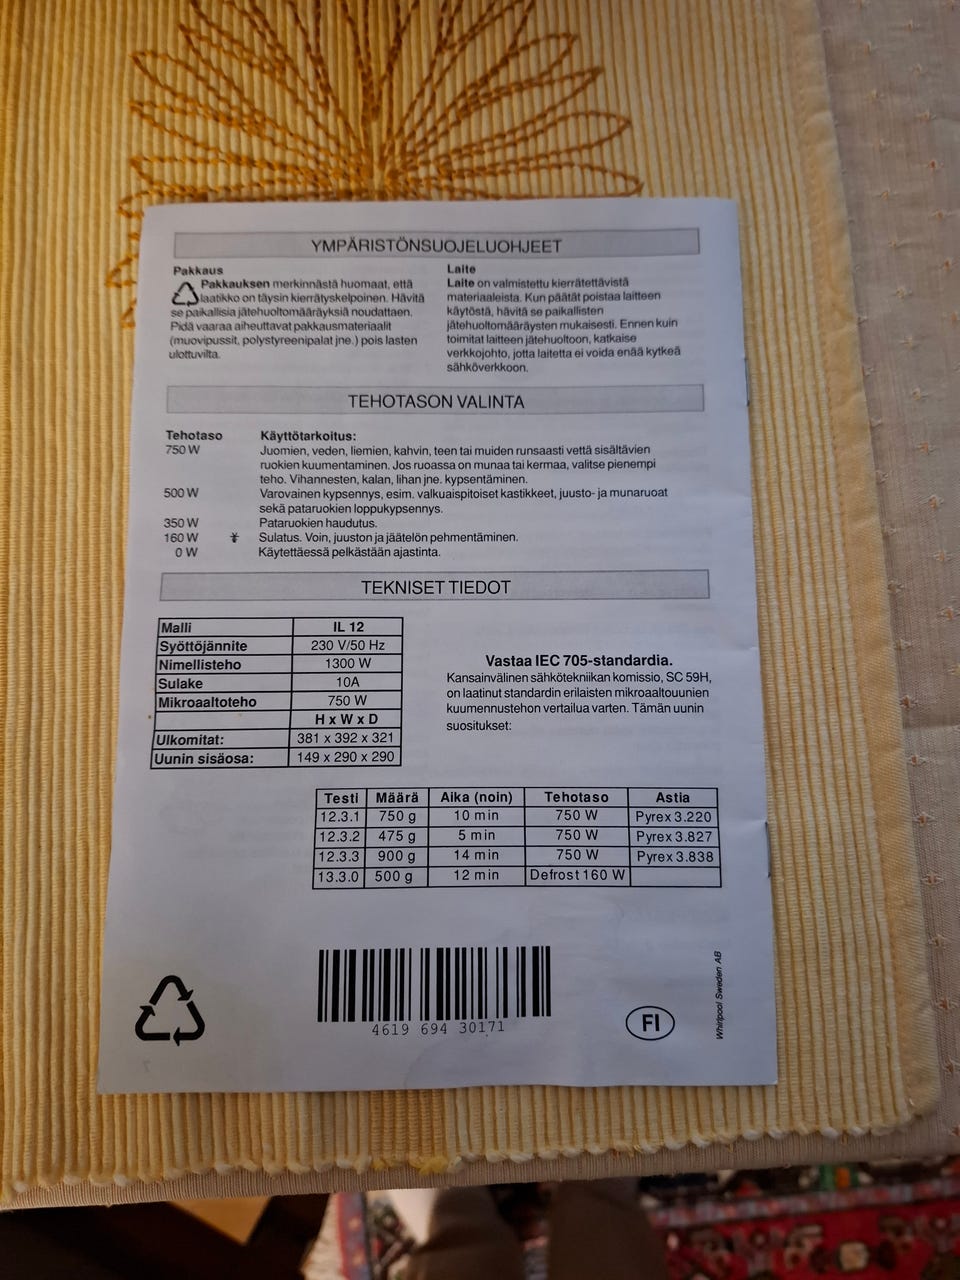 YMPÄRISTÖNSUOJELUOHJEET
Pakkaus
Pakkauksen merkinnästä huomaat, että
laatikko on täysin kierrätyskelpoinen. Hävitä
se paikallisia jätehuoltomääräyksiä noudattaen.
Pidä vaaraa aiheuttavat pakkausmateriaalit
(muovipussit, polystyreenipalat jne.) pois lasten
ulottuvilta.
Laite
Laite on valmistettu kierrätettävistä
materiaaleista. Kun päätät poistaa laitteen
käytöstä, hävitä se paikallisten
jätehuoltomääräysten mukaisesti. Ennen kuin
toimitat laitteen jätehuoltoon, katkaise
verkkojohto, jotta laitetta ei voida enää kytkeä
sähköverkkoon.
TEHOTASON VALINTA
Tehotaso Käyttötarkoitus:
750 W Juomien, veden, liemien, kahvin, teen tai muiden runsaasti vettä sisältävien
ruokien kuumentaminen. Jos ruoassa on munaa tai kermaa, valitse pienempi
teho. Vihannesten, kalan, lihan jne. kypsentäminen.
500 W Varovainen kypsennys, esim. valkuaispitoiset kastikkeet, juusto- ja munaruoat
sekä pataruokien loppukypsennys.
350 W Pataruokien haudutus.
160 W Sulatus. Voin, juuston ja jäätelön pehmentäminen.
0 W Käytettäessä pelkästään ajastinta.
TEKNISET TIEDOT
Malli IL 12
Syöttöjännite 230 V/50 Hz
Nimellisteho 1300 W
Sulake 10A
Mikroaaltoteho 750 W
H x W x D
Ulkomitat: 381 x 392 x 321
Uunin sisäosa: 149 x 290 x 290
Vastaa IEC 705-standardia.
Kansainvälinen sähkötekniikan komissio, SC 59H,
on laatinut standardin erilaisten mikroaaltouunien
kuumennustehon vertailua varten. Tämän uunin
suositukset:
Testi Määrä Aika (noin) Tehotaso Astia
12.3.1 750 g 10 min 750 W Pyrex 3.220
12.3.2 475 g 5 min 750 W Pyrex 3.827
12.3.3 900 g 14 min 750 W Pyrex 3.838
13.3.0 500 g 12 min Defrost 160 W
4619 694 30171
FI
Whirlpool Sweden AB